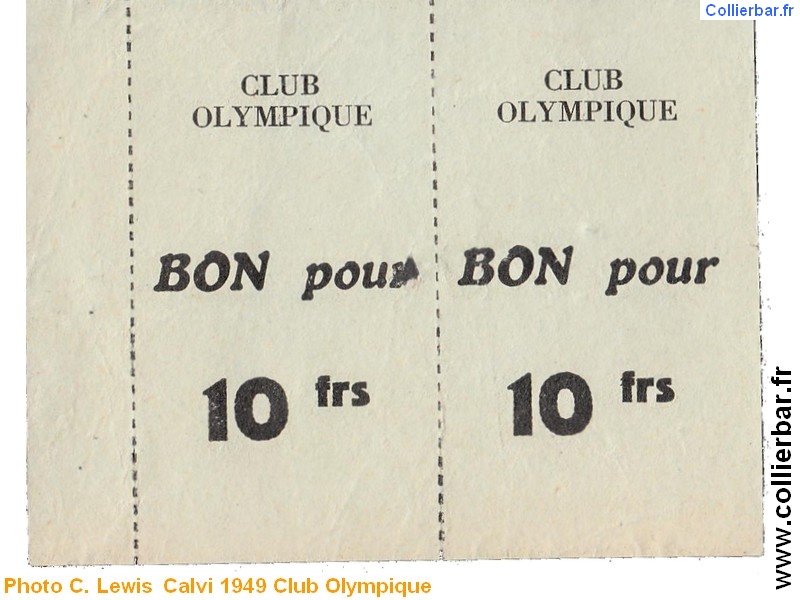 Collierbar.fr
CLUB
OLYMPIQUE
BON pour
10 frs
CLUB
OLYMPIQUE
BON pour
10 frs
www.collierbar.fr
Photo C. Lewis Calvi 1949 Club Olympique